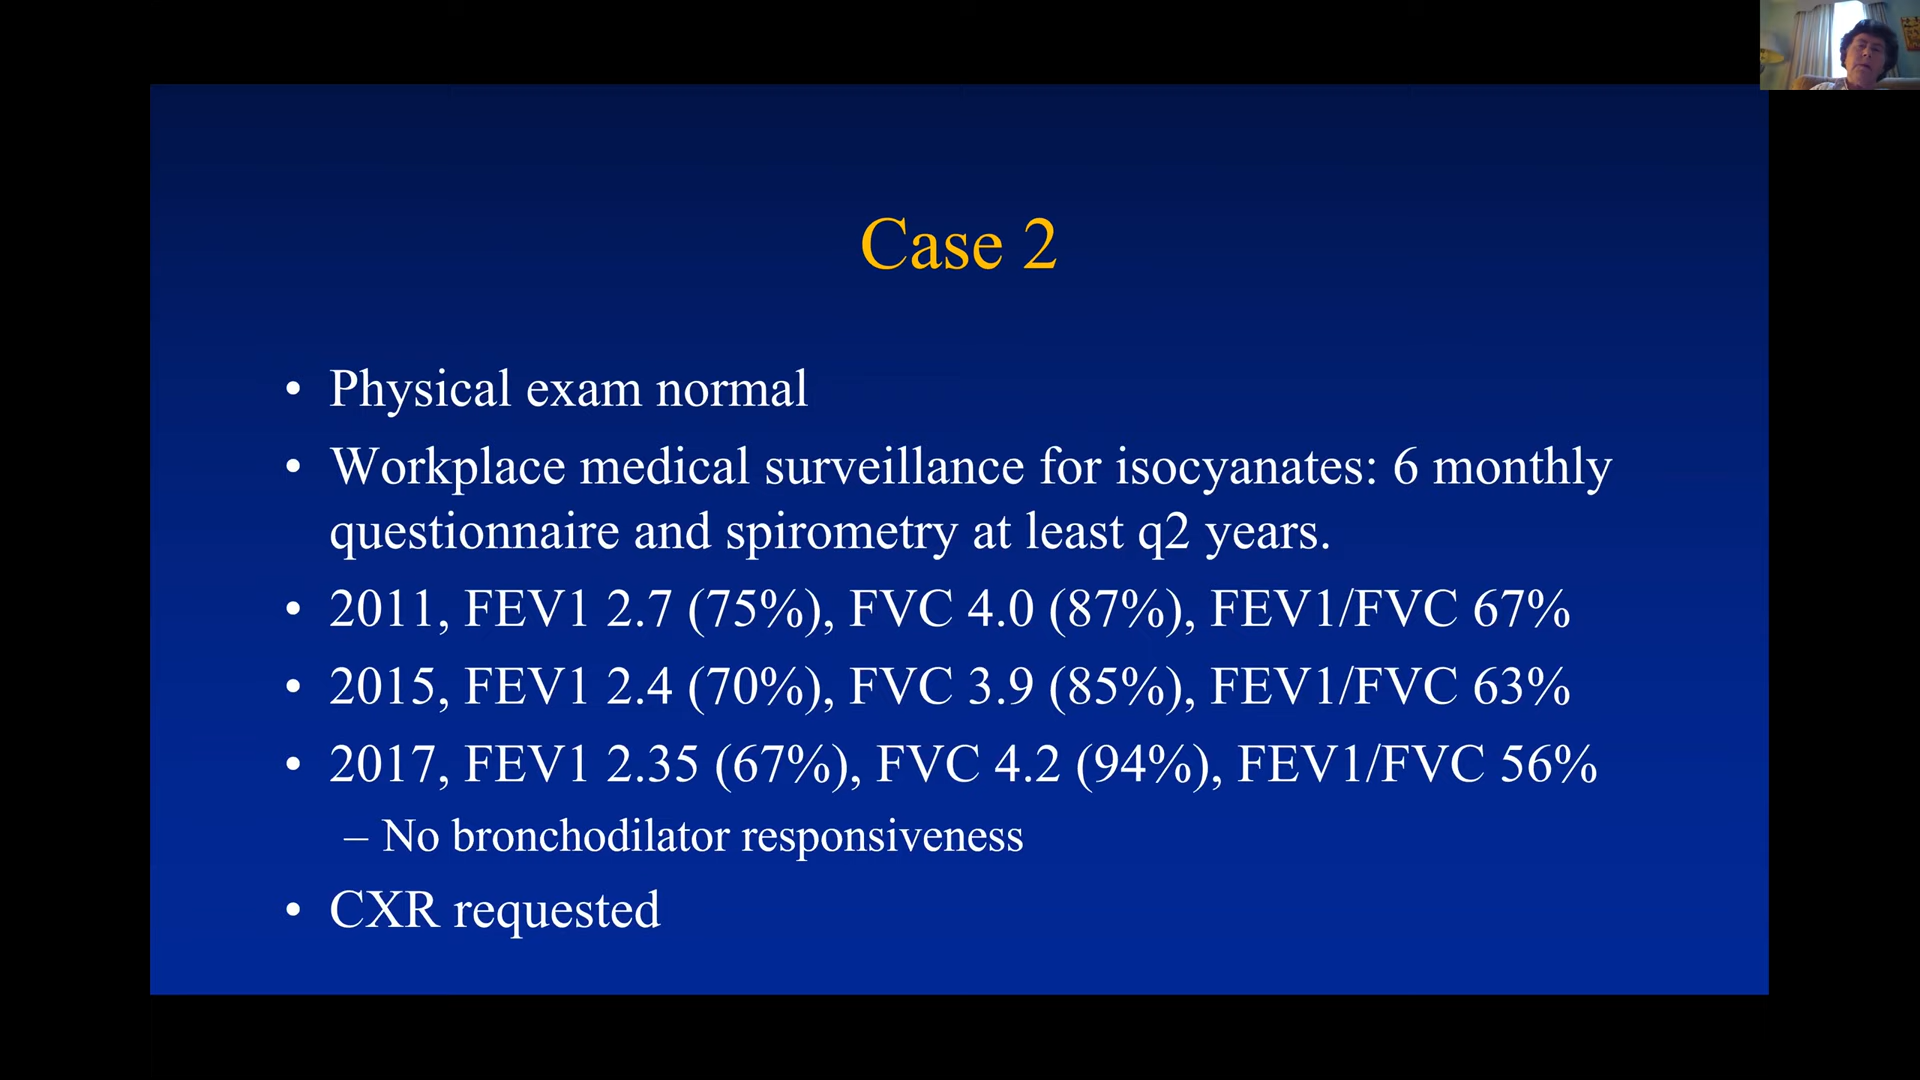 Case 2
• Physical exam normal
• Workplace medical surveillance for isocyanates: 6 monthly
questionnaire and spirometry at least q2 years.
• 2011, FEV1 2.7 (75%), FVC 4.0 (87%), FEV1/FVC 67%
• 2015, FEV1 2.4 (70%), FVC 3.9 (85%), FEV1/FVC 63%
• 2017, FEV1 2.35 (67%), FVC 4.2 (94%), FEV1/FVC 56%
– No bronchodilator responsiveness
• CXR requested